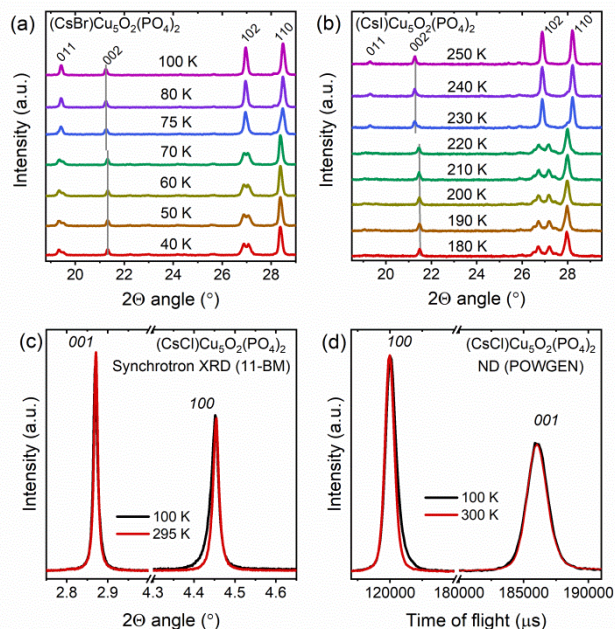 (a) (CsBr)Cu5O2(PO4)2
011
002
102
110
100 K
80 K
75 K
70 K
60 K
50 K
40 K
Intensity (a.u.)
20 22 24 26 28
2Θ angle (°)
(b) (CsI)Cu5O2(PO4)2
011
002
102
110
250 K
240 K
230 K
220 K
210 K
200 K
190 K
180 K
Intensity (a.u.)
20 22 24 26 28
2Θ angle (°)
(c) (CsCl)Cu5O2(PO4)2
001
Synchrotron XRD (11-BM)
100
100 K
295 K
Intensity (a.u.)
2.8 2.9 4.3 4.4 4.5 4.6
2Θ angle (°)
(d) 100 (CsCl)Cu5O2(PO4)2
ND (POWGEN)
001
100 K
300 K
Intensity (a.u.)
120000 180000 185000 190000
Time of flight (μs)